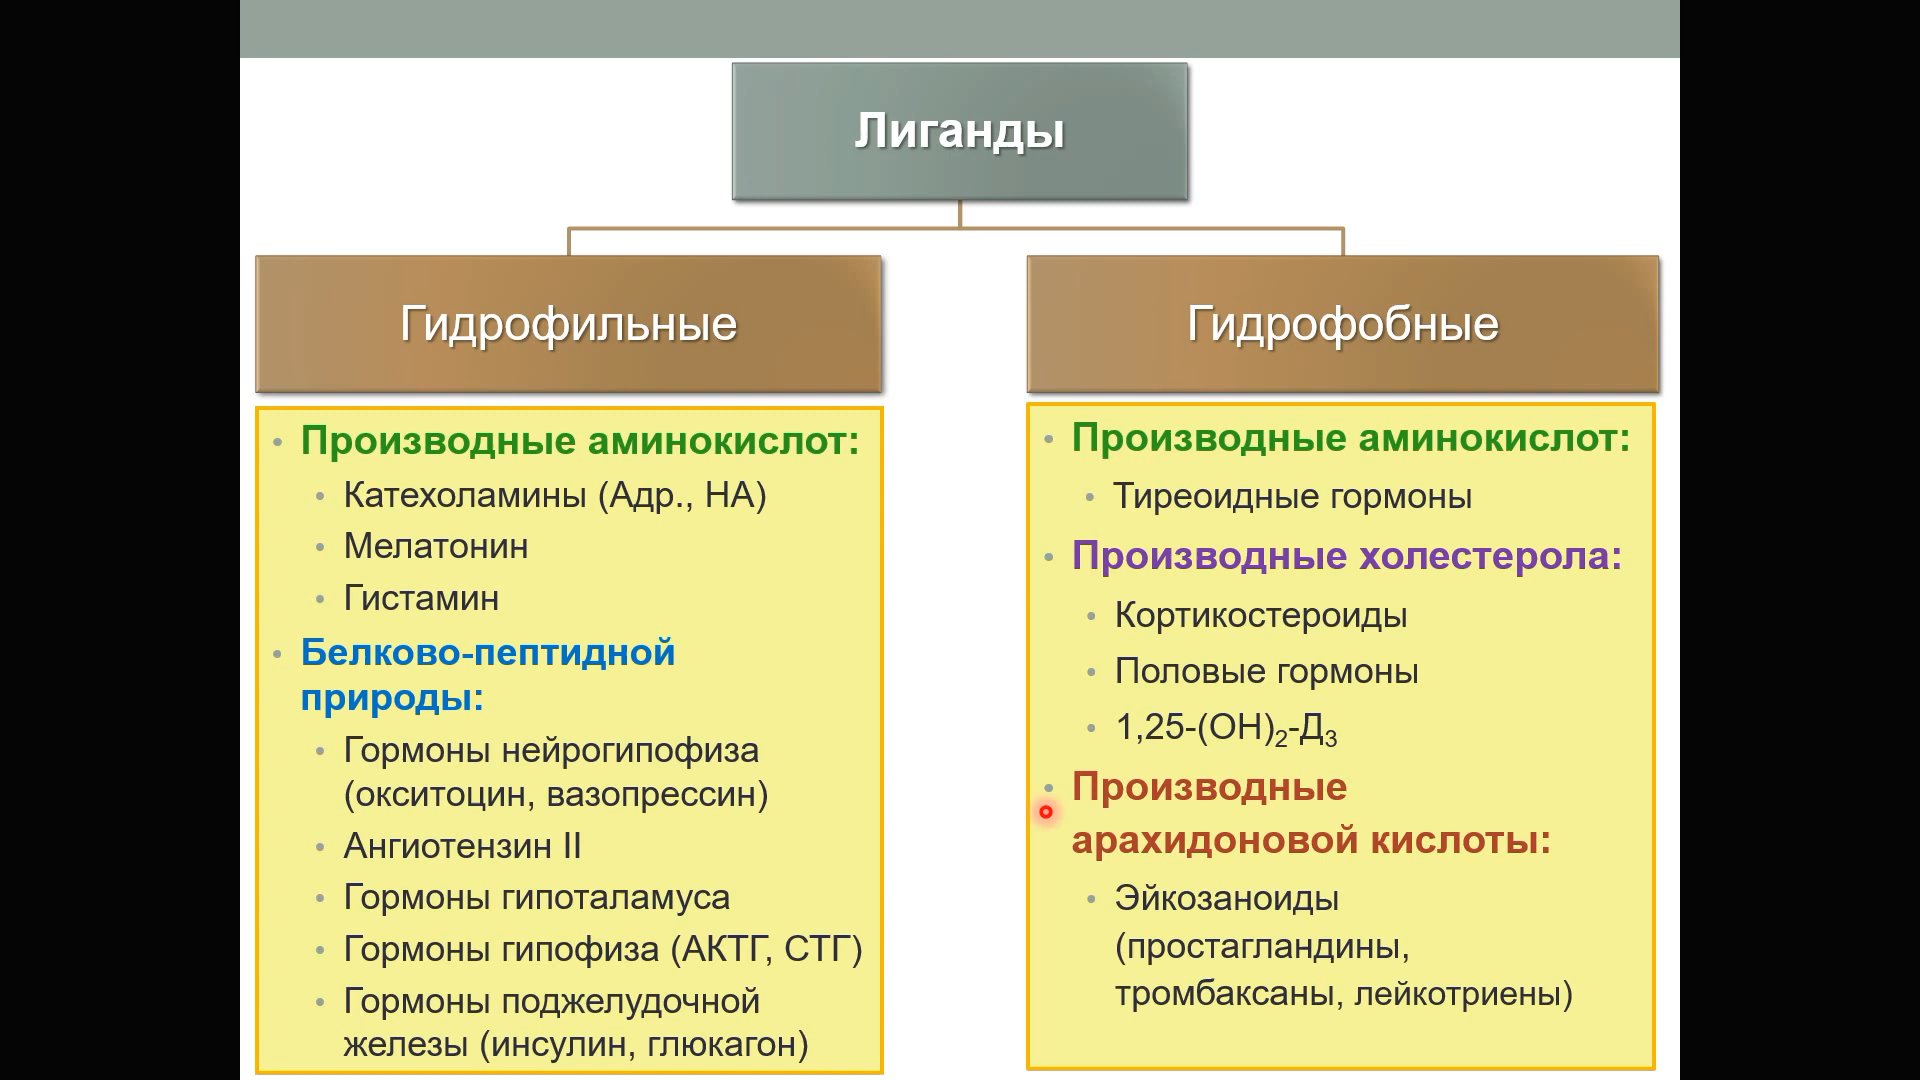 Лиганды
Гидрофильные
• Производные аминокислот:
• Катехоламины (Адр., НА)
• Мелатонин
• Гистамин
• Белково-пептидной
природы:
• Гормоны нейрогипофиза
(окситоцин, вазопрессин)
• Ангиотензин II
• Гормоны гипоталамуса
• Гормоны гипофиза (АКТГ, СТГ)
• Гормоны поджелудочной
железы (инсулин, глюкагон)
Гидрофобные
• Производные аминокислот:
• Тиреоидные гормоны
• Производные холестерола:
• Кортикостероиды
• Половые гормоны
• 1,25-(ОН)₂-Д₃
• Производные
арахидоновой кислоты:
• Эйкозаноиды
(простагландины,
тромбаксаны, лейкотриены)